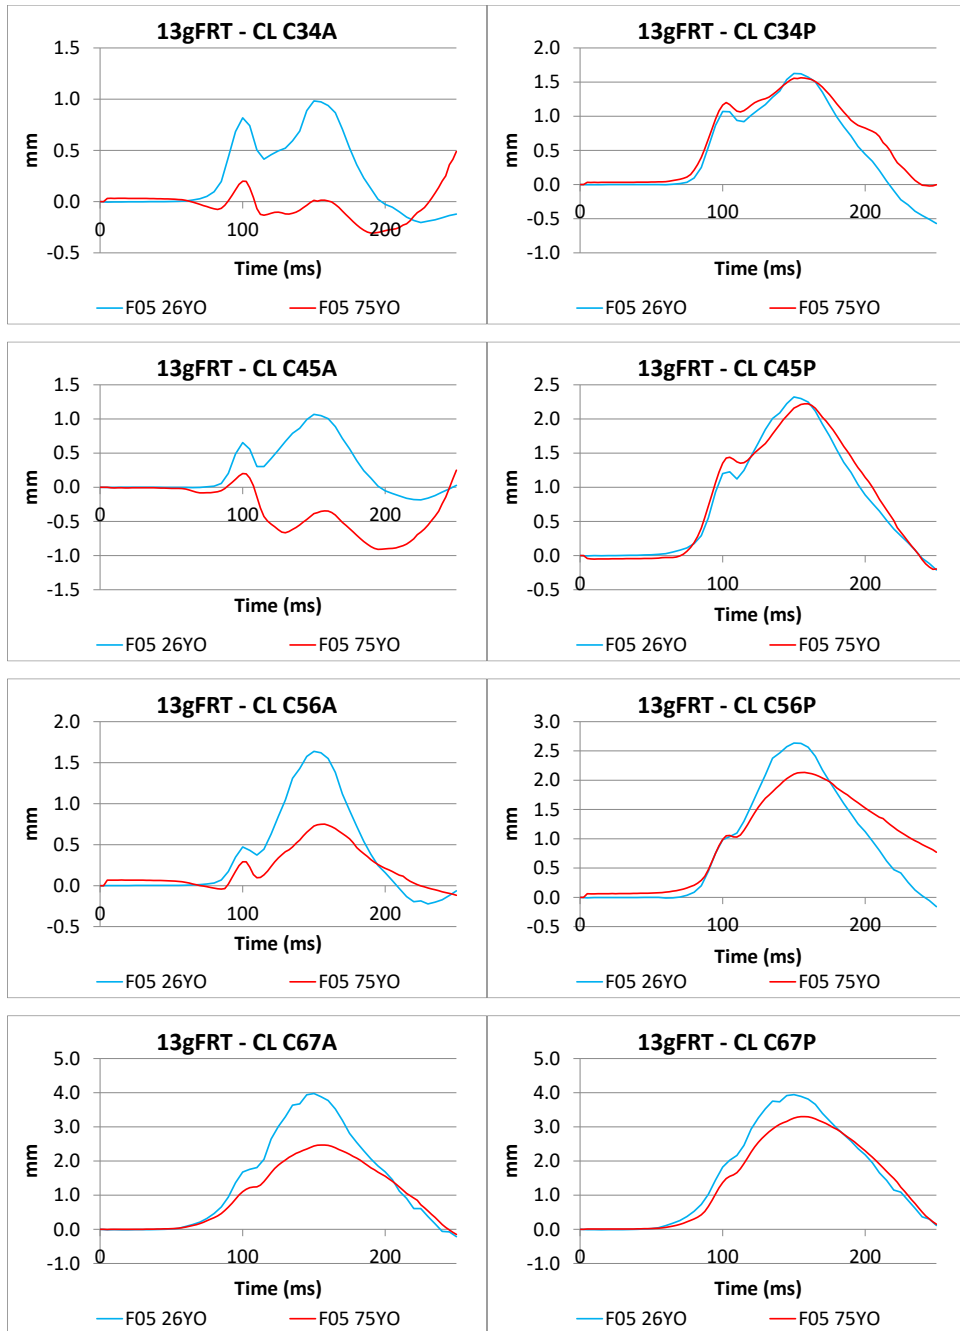 13gFRT - CL C34A
1.5
1.0
0.5
0.0
-0.5
mm
0 100 200
Time (ms)
F05 26YO F05 75YO
13gFRT - CL C34P
2.0
1.5
1.0
0.5
0.0
-0.5
-1.0
mm
0 100 200
Time (ms)
F05 26YO F05 75YO
13gFRT - CL C45A
1.5
1.0
0.5
0.0
-0.5
-1.0
-1.5
mm
0 100 200
Time (ms)
F05 26YO F05 75YO
13gFRT - CL C45P
2.5
2.0
1.5
1.0
0.5
0.0
-0.5
mm
0 100 200
Time (ms)
F05 26YO F05 75YO
13gFRT - CL C56A
2.0
1.5
1.0
0.5
0.0
-0.5
mm
0 100 200
Time (ms)
F05 26YO F05 75YO
13gFRT - CL C56P
3.0
2.5
2.0
1.5
1.0
0.5
0.0
-0.5
mm
0 100 200
Time (ms)
F05 26YO F05 75YO
13gFRT - CL C67A
5.0
4.0
3.0
2.0
1.0
0.0
-1.0
mm
0 100 200
Time (ms)
F05 26YO F05 75YO
13gFRT - CL C67P
5.0
4.0
3.0
2.0
1.0
0.0
-1.0
mm
0 100 200
Time (ms)
F05 26YO F05 75YO